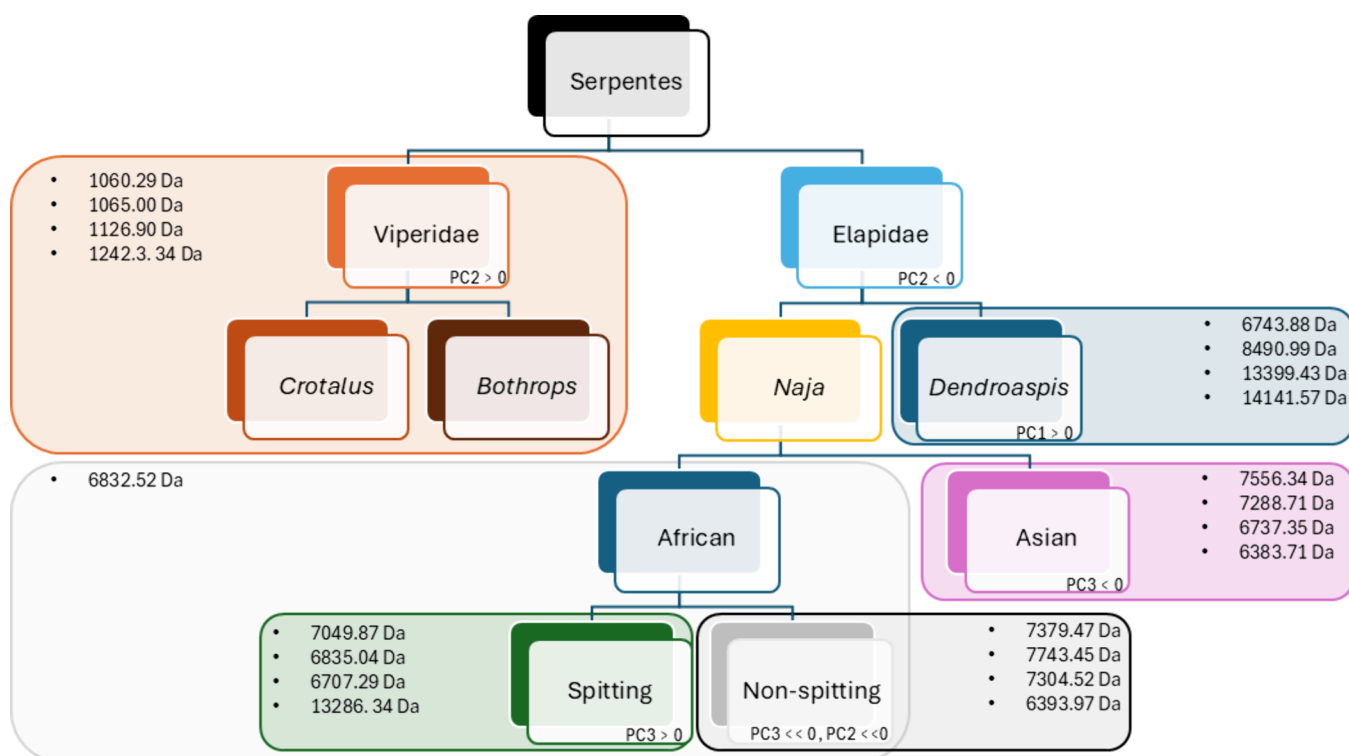 Serpentes
• 1060.29 Da
• 1065.00 Da
• 1126.90 Da
• 1242.3. 34 Da
Viperidae
PC2 > 0
Elapidae
PC2 < 0
Crotalus
Bothrops
Naja
Dendroaspis
PC1 > 0
• 6743.88 Da
• 8490.99 Da
• 13399.43 Da
• 14141.57 Da
• 6832.52 Da
African
Asian
PC3 < 0
• 7556.34 Da
• 7288.71 Da
• 6737.35 Da
• 6383.71 Da
• 7049.87 Da
• 6835.04 Da
• 6707.29 Da
• 13286. 34 Da
Spitting
PC3 > 0
Non-spitting
PC3 << 0, PC2 <<0
• 7379.47 Da
• 7743.45 Da
• 7304.52 Da
• 6393.97 Da